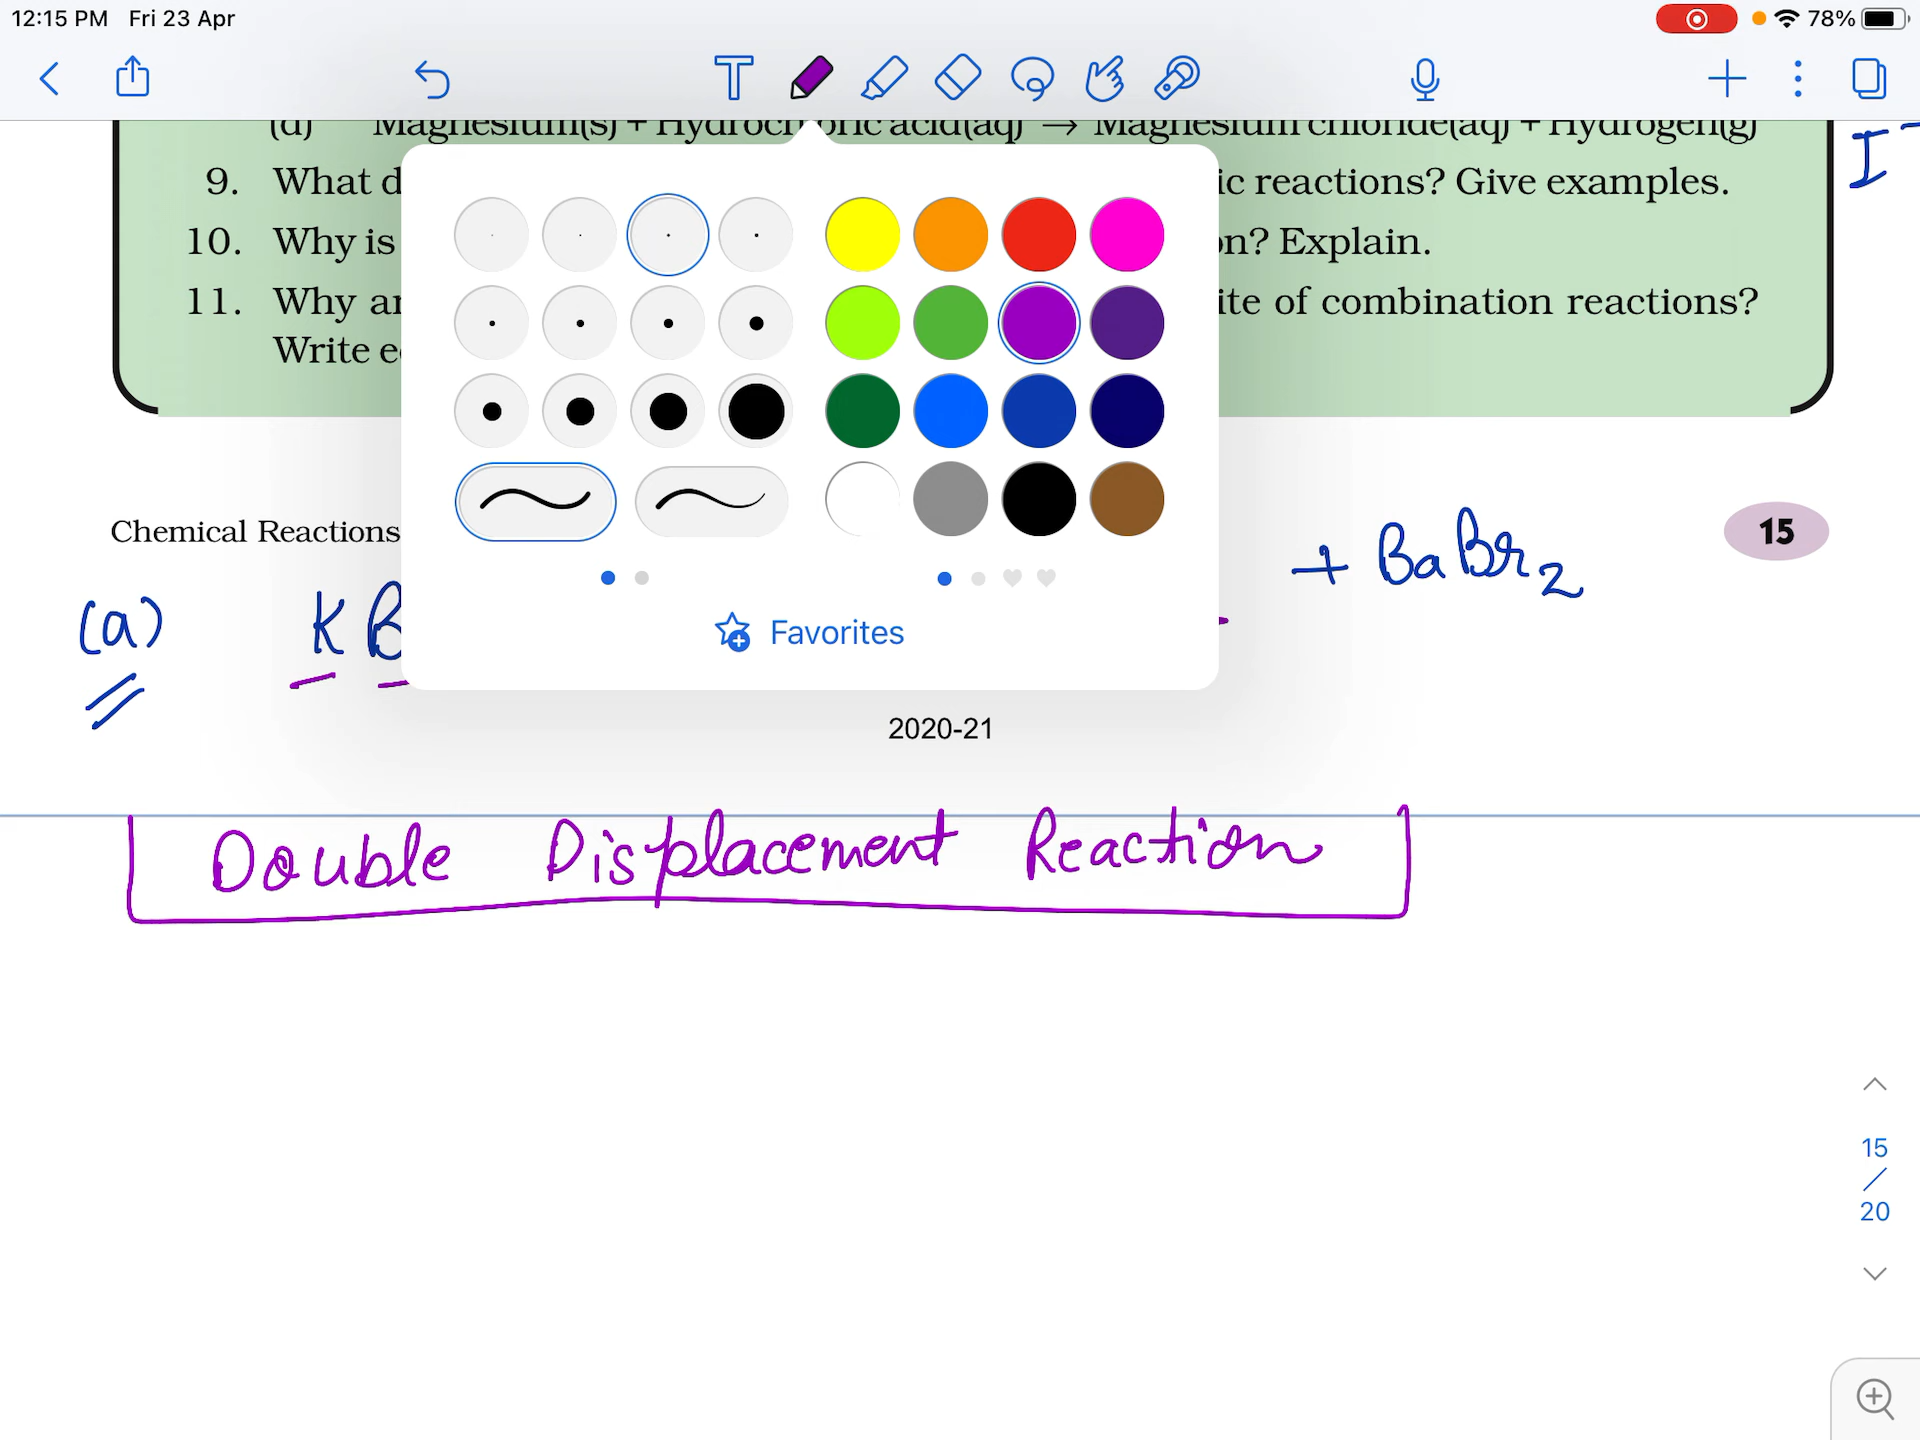 12:15 PM Fri 23 Apr
78%
(d) Magnesium(s) + Hydrochloric acid(aq) → Magnesium chloride(aq) + Hydrogen(g)
I⁻
9. What d ic reactions? Give examples.
10. Why is on? Explain.
11. Why ar ite of combination reactions?
Write e
Chemical Reactions
15
+ BaBr2
(a) KB
Favorites
2020-21
Double Displacement Reaction
15
/
20